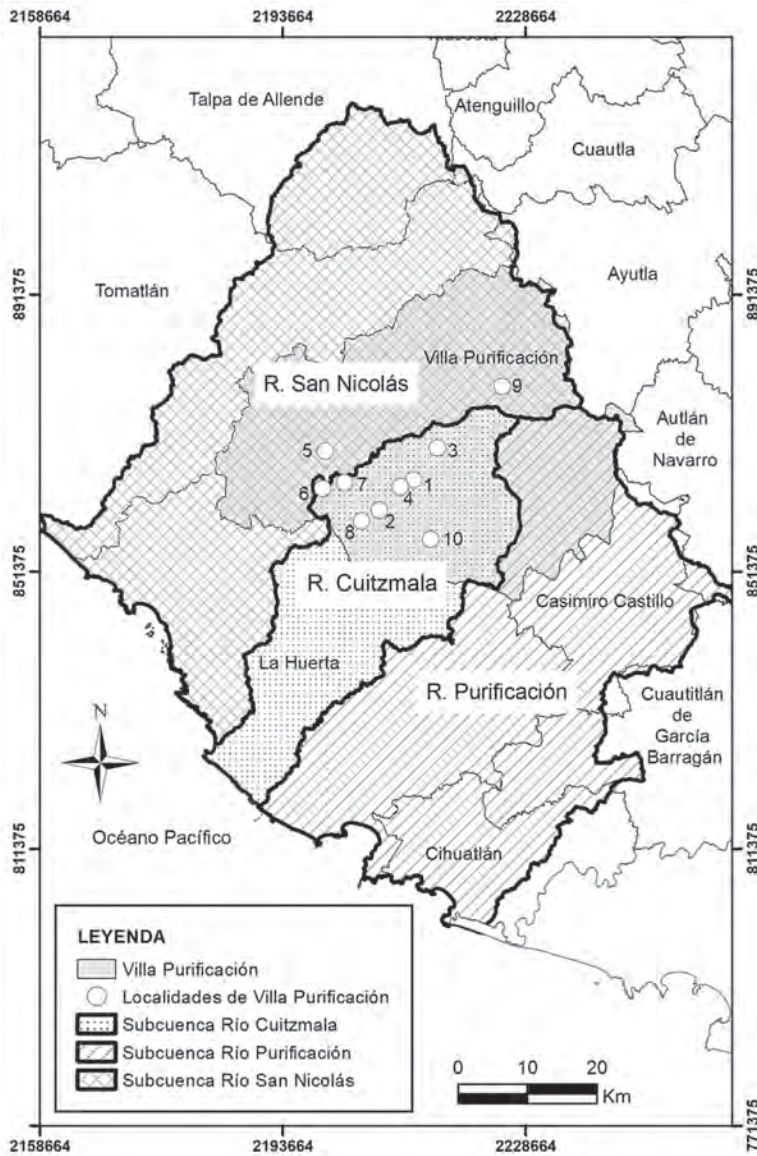 2158664 2193664 2228664
Talpa de Allende
Atenguillo
Cuautla
Ayutla
Tomatlán
891375 891375
Villa Purificación
R. San Nicolás
9
Autlán
de
Navarro
5
3
7
1
6
4
2
8
10
851375 851375
R. Cuitzmala
Casimiro Castillo
La Huerta
R. Purificación
Cuautitlán
de
García
Barragán
N
Océano Pacífico
811375 811375
Cihuatlán
LEYENDA
Villa Purificación
Localidades de Villa Purificación
Subcuenca Río Cuitzmala
Subcuenca Río Purificación
Subcuenca Río San Nicolás
0 10 20
Km
771375
2158664 2193664 2228664